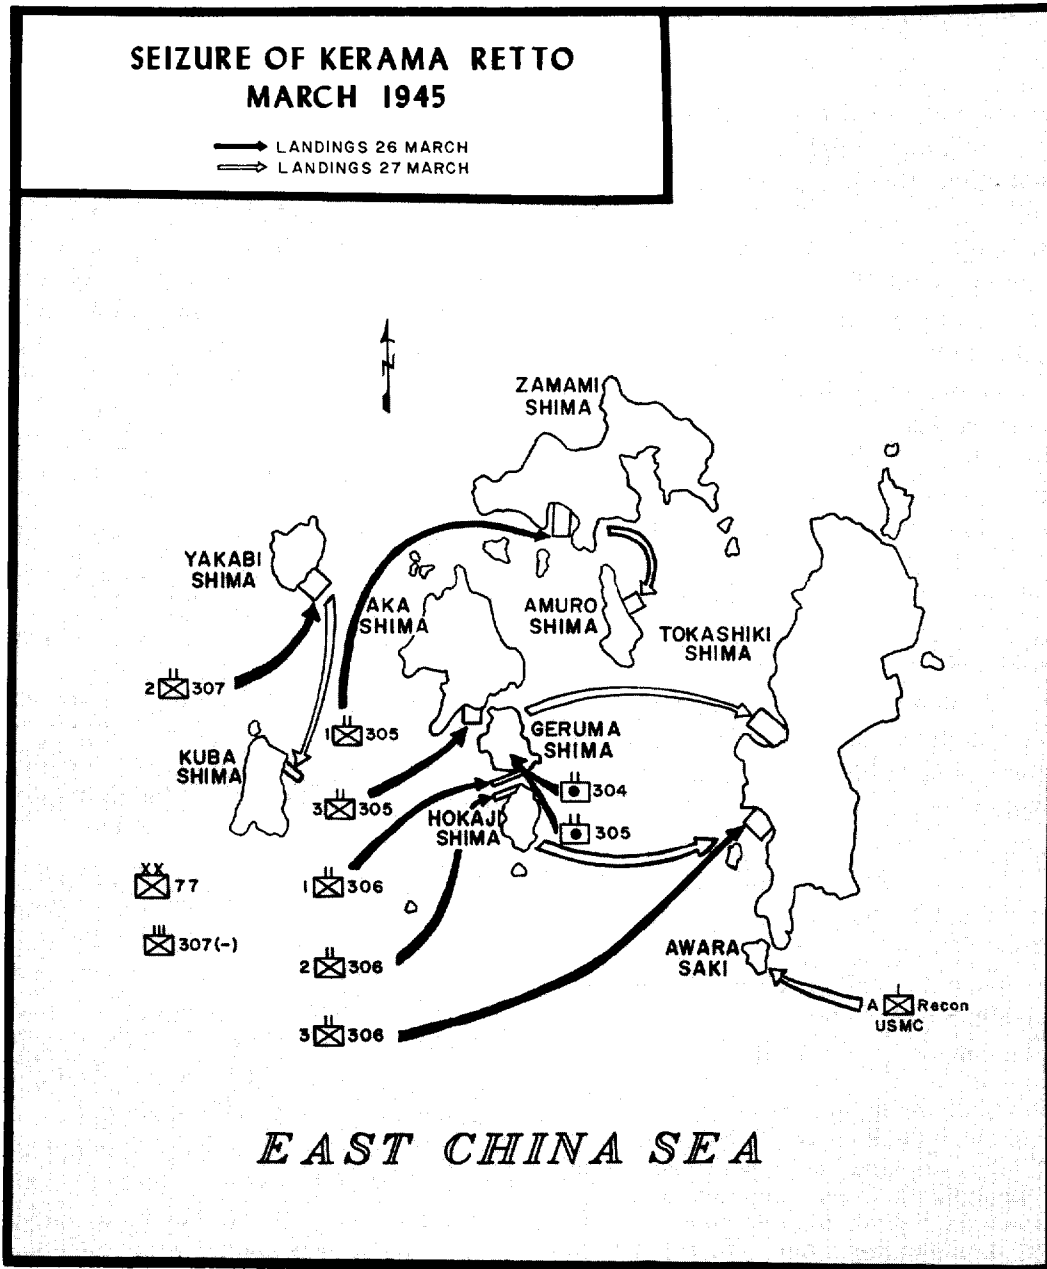 SEIZURE OF KERAMA RETTO
MARCH 1945
LANDINGS 26 MARCH
LANDINGS 27 MARCH
N
ZAMAMI
SHIMA
YAKABI
SHIMA
AKA
SHIMA
AMURO
SHIMA
TOKASHIKI
SHIMA
2 307
1 305
GERUMA
SHIMA
KUBA
SHIMA
3 305
304
HOKAJI
SHIMA
305
XX
77
1 306
III
307(-)
2 306
AWARA
SAKI
3 306
A Recon
USMC
EAST CHINA SEA